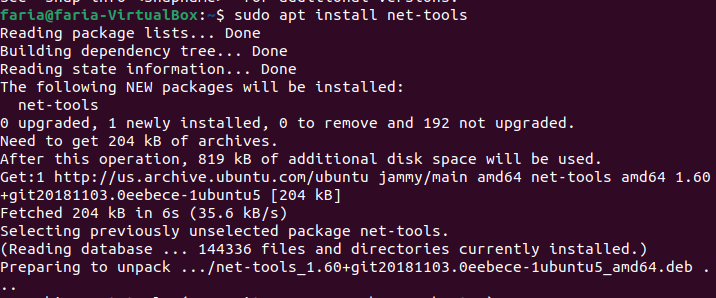 faria@faria-VirtualBox:~$ sudo apt install net-tools
Reading package lists... Done
Building dependency tree... Done
Reading state information... Done
The following NEW packages will be installed:
  net-tools
0 upgraded, 1 newly installed, 0 to remove and 192 not upgraded.
Need to get 204 kB of archives.
After this operation, 819 kB of additional disk space will be used.
Get:1 http://us.archive.ubuntu.com/ubuntu jammy/main amd64 net-tools amd64 1.60
+git20181103.0eebece-1ubuntu5 [204 kB]
Fetched 204 kB in 6s (35.6 kB/s)
Selecting previously unselected package net-tools.
(Reading database ... 144336 files and directories currently installed.)
Preparing to unpack .../net-tools_1.60+git20181103.0eebece-1ubuntu5_amd64.deb .
..